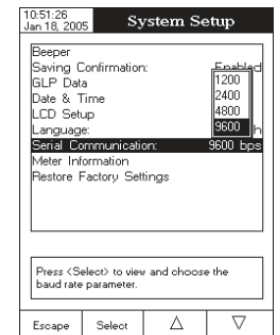 10:51:26
Jan 18, 2005
System Setup
Beeper
Saving Confirmation: Enabled
GLP Data
Date & Time
LCD Setup
Language: h
Serial Communication: 9600 bps
Meter Information
Restore Factory Settings
1200
2400
4800
9600
Press <Select> to view and choose the
baud rate parameter.
Escape Select △ ▽